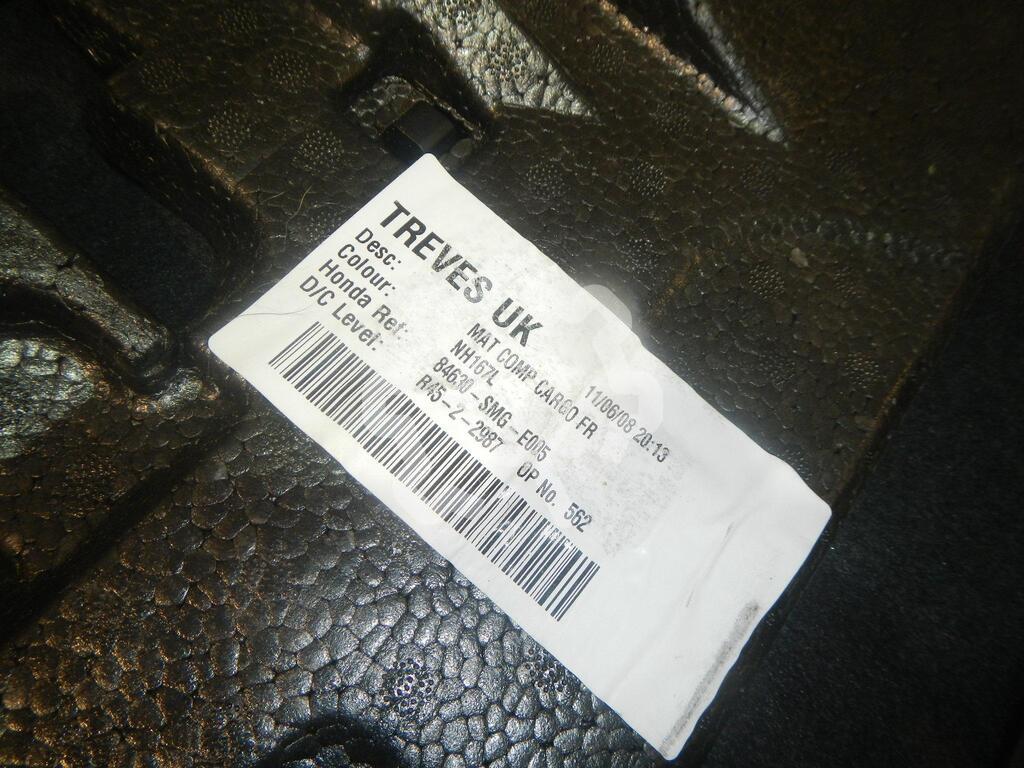 TREVES UK
11/06/08 20:13
Desc: MAT COMP CARGO FR
Colour: NH167L
Honda Ref: 84630 - SMG - E005
D/C Level: R45 - 2 - 2987 OP No. 562